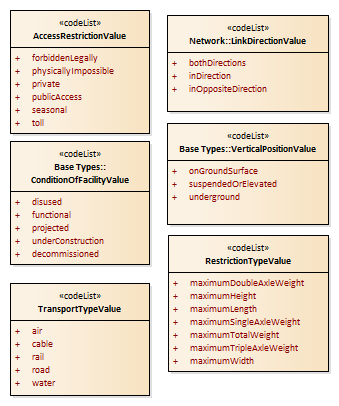 «codeList»
AccessRestrictionValue
+ forbiddenLegally
+ physicallyImpossible
+ private
+ publicAccess
+ seasonal
+ toll
«codeList»
Base Types::
ConditionOfFacilityValue
+ disused
+ functional
+ projected
+ underConstruction
+ decommissioned
«codeList»
TransportTypeValue
+ air
+ cable
+ rail
+ road
+ water
«codeList»
Network::LinkDirectionValue
+ bothDirections
+ inDirection
+ inOppositeDirection
«codeList»
Base Types::VerticalPositionValue
+ onGroundSurface
+ suspendedOrElevated
+ underground
«codeList»
RestrictionTypeValue
+ maximumDoubleAxleWeight
+ maximumHeight
+ maximumLength
+ maximumSingleAxleWeight
+ maximumTotalWeight
+ maximumTripleAxleWeight
+ maximumWidth